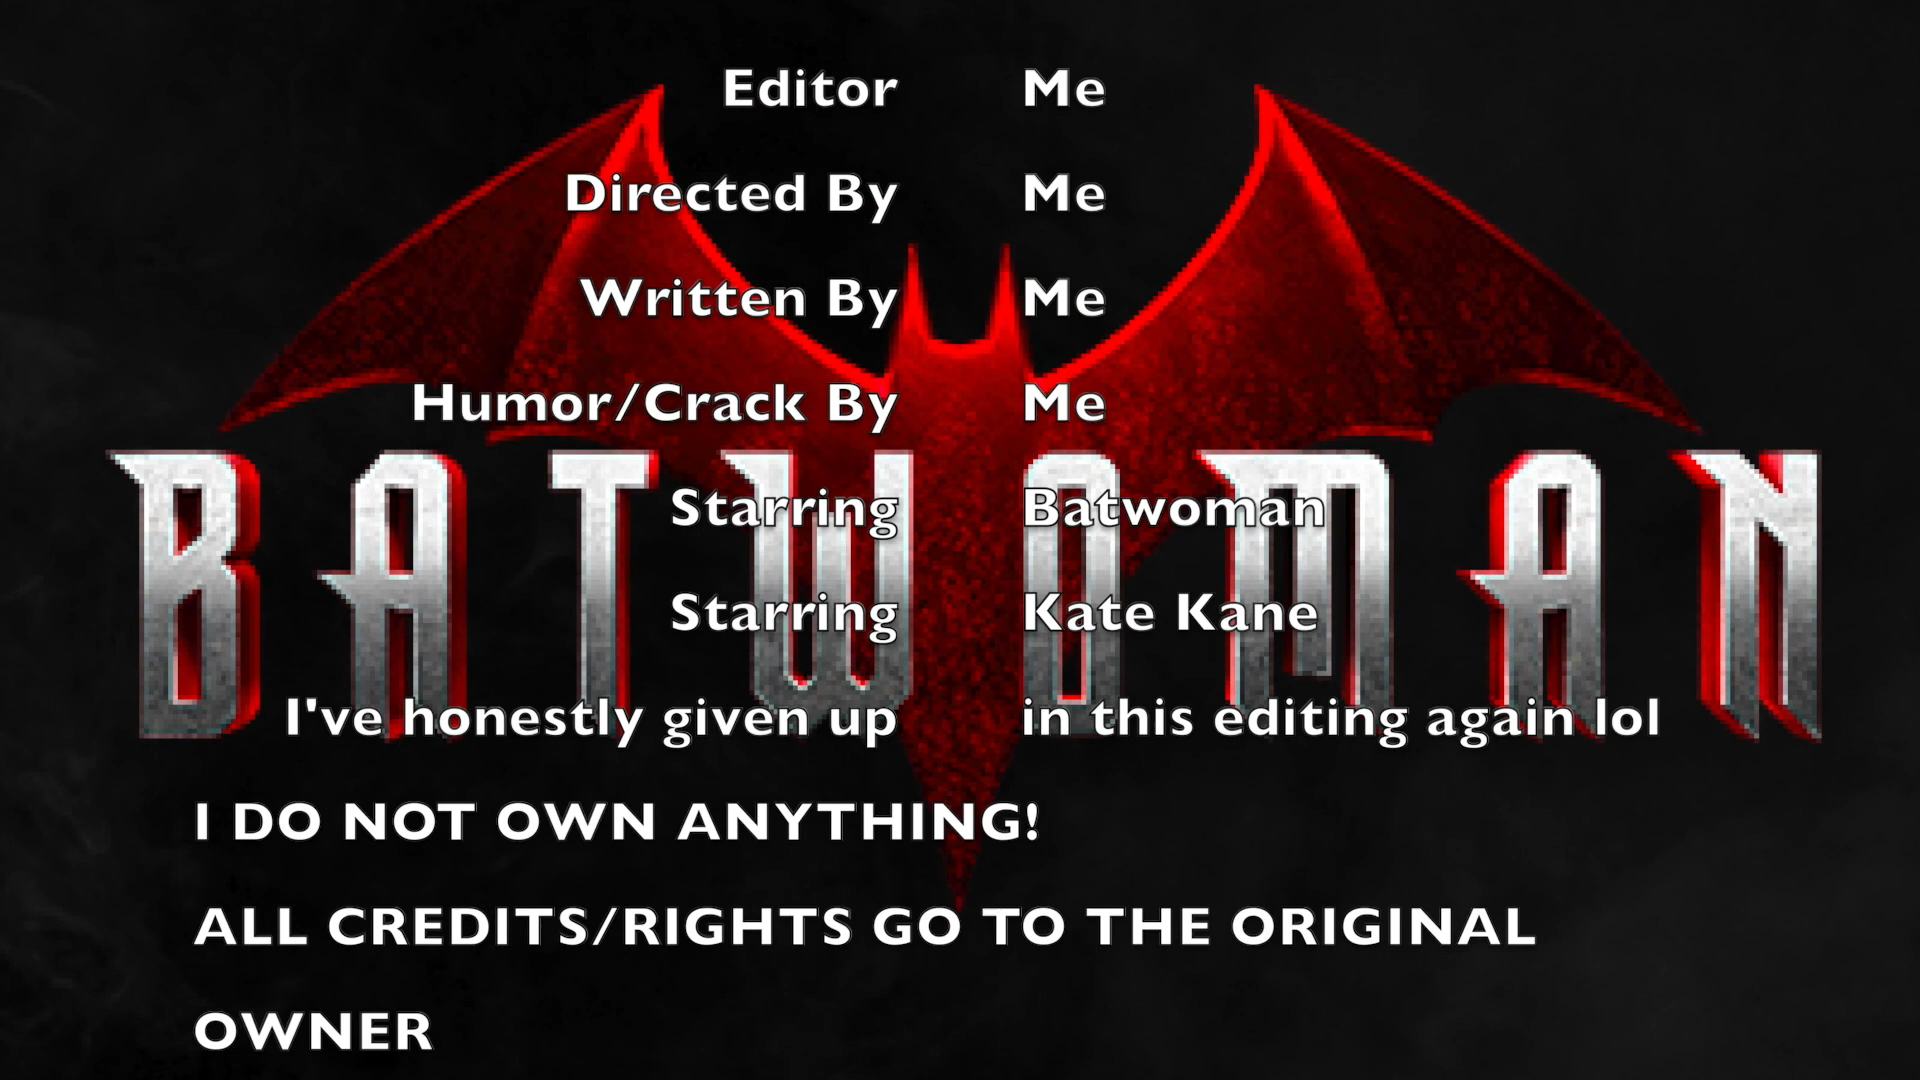 Editor Me
Directed By Me
Written By Me
Humor/Crack By Me
BATWOMAN
Starring Batwoman
Starring Kate Kane
I've honestly given up in this editing again lol
I DO NOT OWN ANYTHING!
ALL CREDITS/RIGHTS GO TO THE ORIGINAL
OWNER